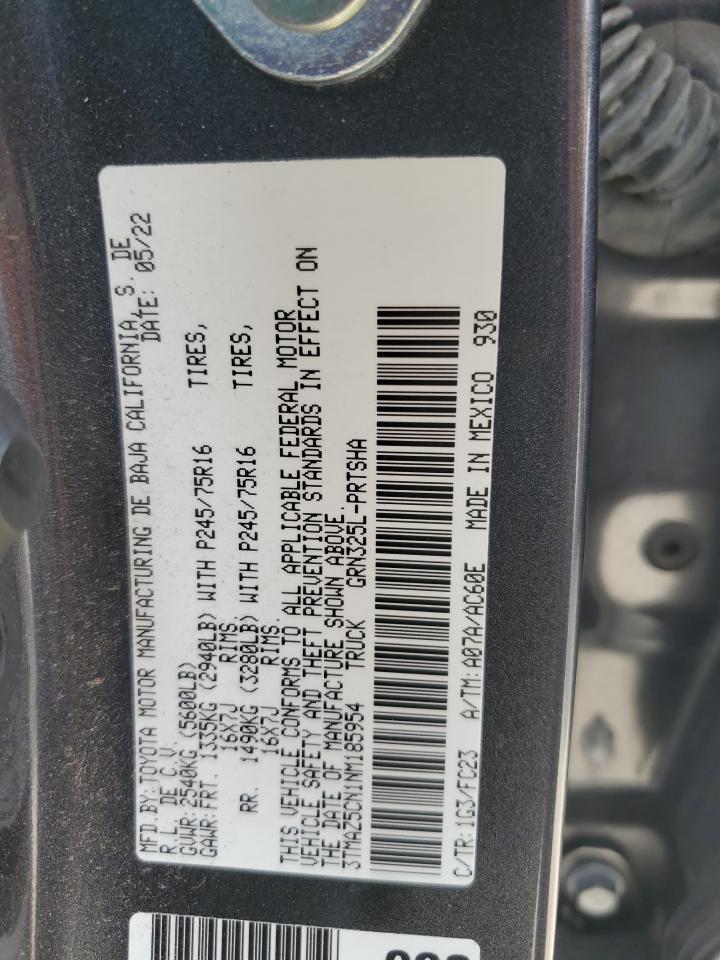 MFD.BY:TOYOTA MOTOR MANUFACTURING DE BAJA CALIFORNIA, S. DE
R.L. DE C.V. DATE: 05/22
GVWR:2540KG (5600LB)
GAWR:FRT. 1335KG (2940LB) WITH P245/75R16 TIRES,
16X7J RIMS.
RR. 1490KG (3280LB) WITH P245/75R16 TIRES,
16X7J RIMS.
THIS VEHICLE CONFORMS TO ALL APPLICABLE FEDERAL MOTOR
VEHICLE SAFETY AND THEFT PREVENTION STANDARDS IN EFFECT ON
THE DATE OF MANUFACTURE SHOWN ABOVE.
3TMAZ5CN1NM185954 TRUCK GRN325L-PRTSHA
C/TR:1G3/FC23 A/TM:A07A/AC60E MADE IN MEXICO 930